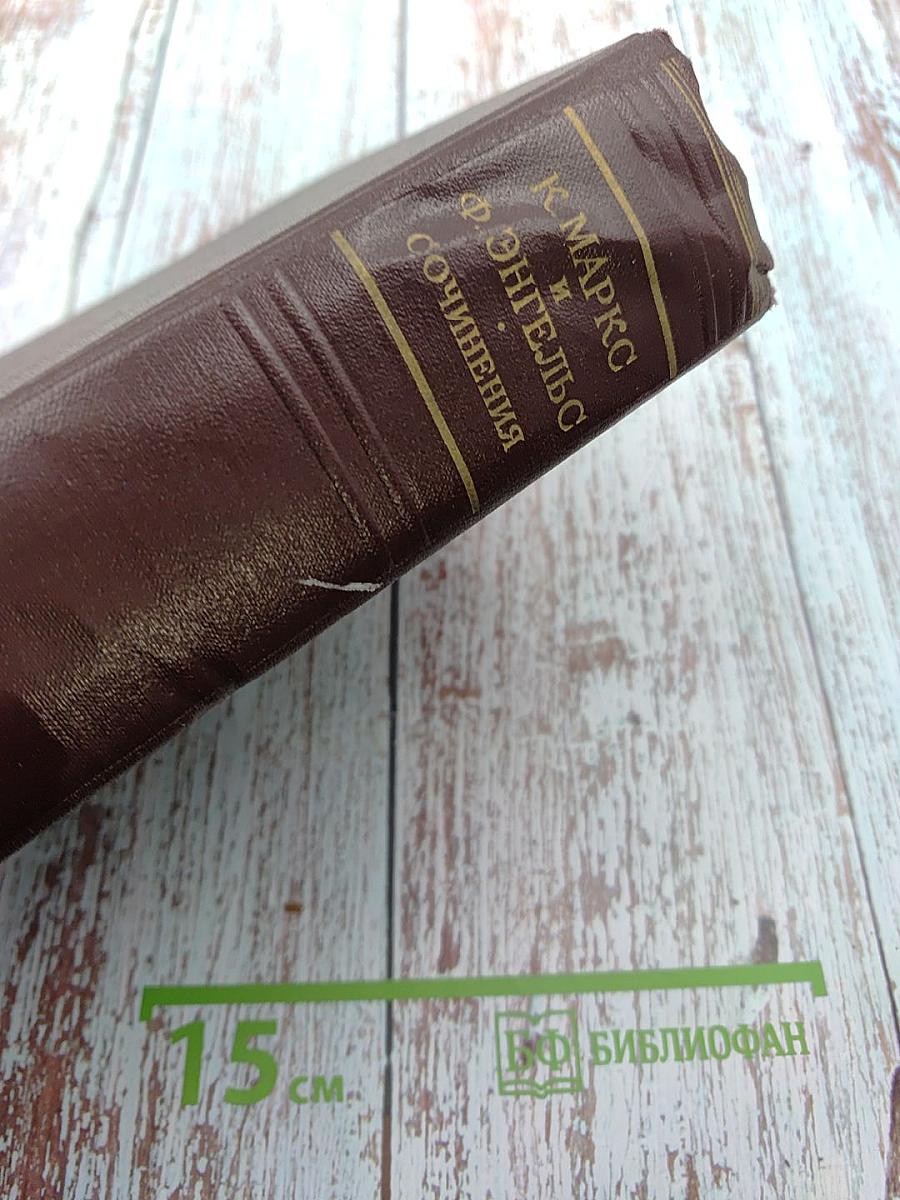 К. МАРКС
и
Ф. ЭНГЕЛЬС
СОЧИНЕНИЯ
15 см
БФ БИБЛИОФАН